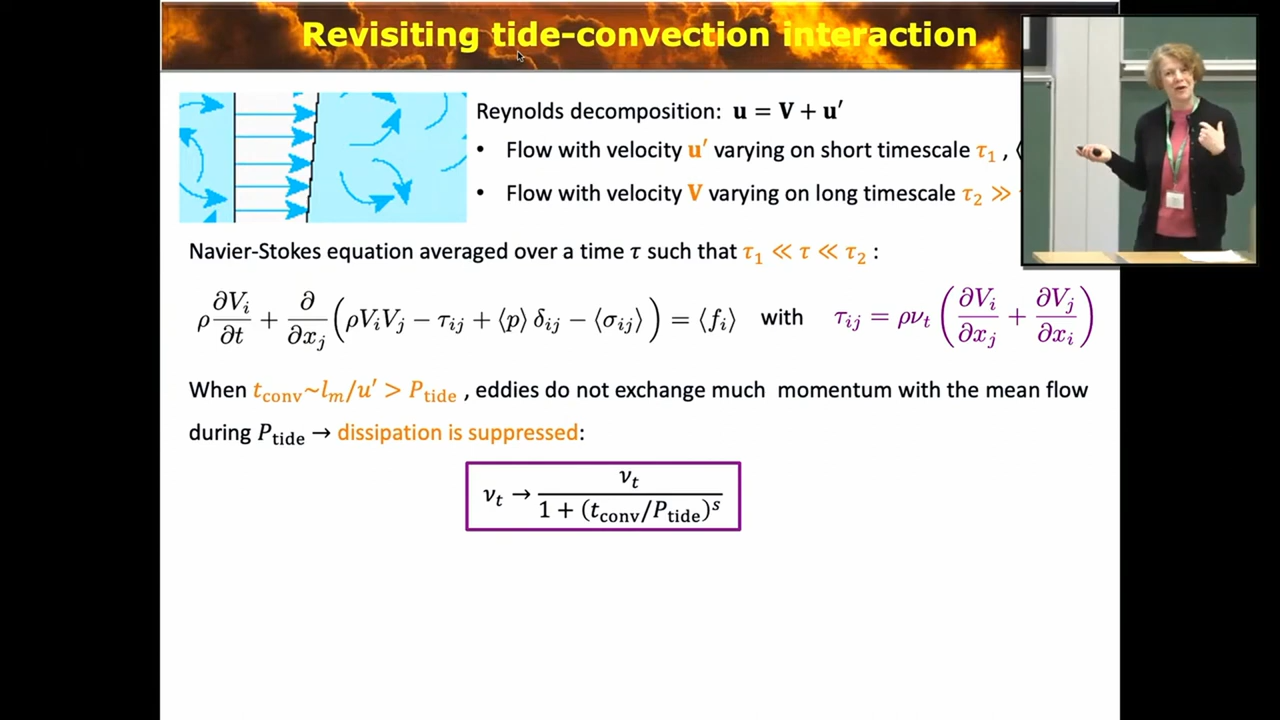 Revisiting tide-convection interaction
Reynolds decomposition: 𝐮 = 𝐕 + 𝐮′
• Flow with velocity 𝐮′ varying on short timescale τ₁ , ⟨
• Flow with velocity 𝐕 varying on long timescale τ₂ ≫
Navier-Stokes equation averaged over a time τ such that τ₁ ≪ τ ≪ τ₂ :
ρ ∂Vᵢ/∂t + ∂/∂xⱼ (ρVᵢVⱼ − τᵢⱼ + ⟨p⟩ δᵢⱼ − ⟨σᵢⱼ⟩) = ⟨fᵢ⟩ with τᵢⱼ = ρνₜ (∂Vᵢ/∂xⱼ + ∂Vⱼ/∂xᵢ)
When t_conv~l_m/u′ > P_tide , eddies do not exchange much momentum with the mean flow
during P_tide → dissipation is suppressed:
νₜ → νₜ / (1 + (t_conv/P_tide)ˢ)